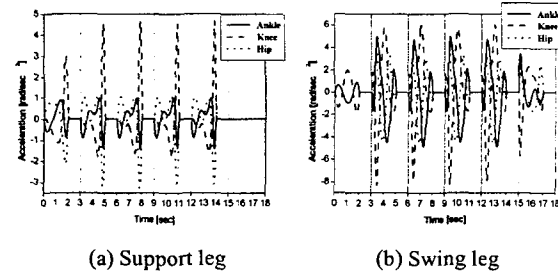 Ankle
Knee
Hip
Acceleration [rad/sec⁻²]
5
4
3
2
1
0
-1
-2
-3
0 1 2 3 4 5 6 7 8 9 10 11 12 13 14 15 16 17 18
Time [sec]
(a) Support leg
Ankle
Knee
Hip
Acceleration [rad/sec⁻²]
6
4
2
0
-2
-4
-6
-8
0 1 2 3 4 5 6 7 8 9 10 11 12 13 14 15 16 17 18
Time [sec]
(b) Swing leg